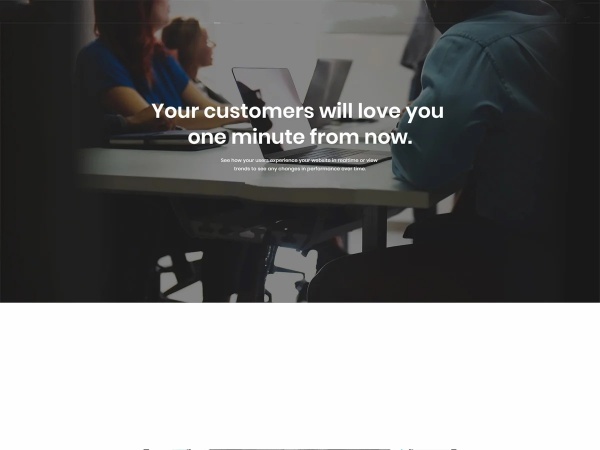 Your customers will love you
one minute from now.
See how your users experience your website in realtime or view
trends to see any changes in performance over time.